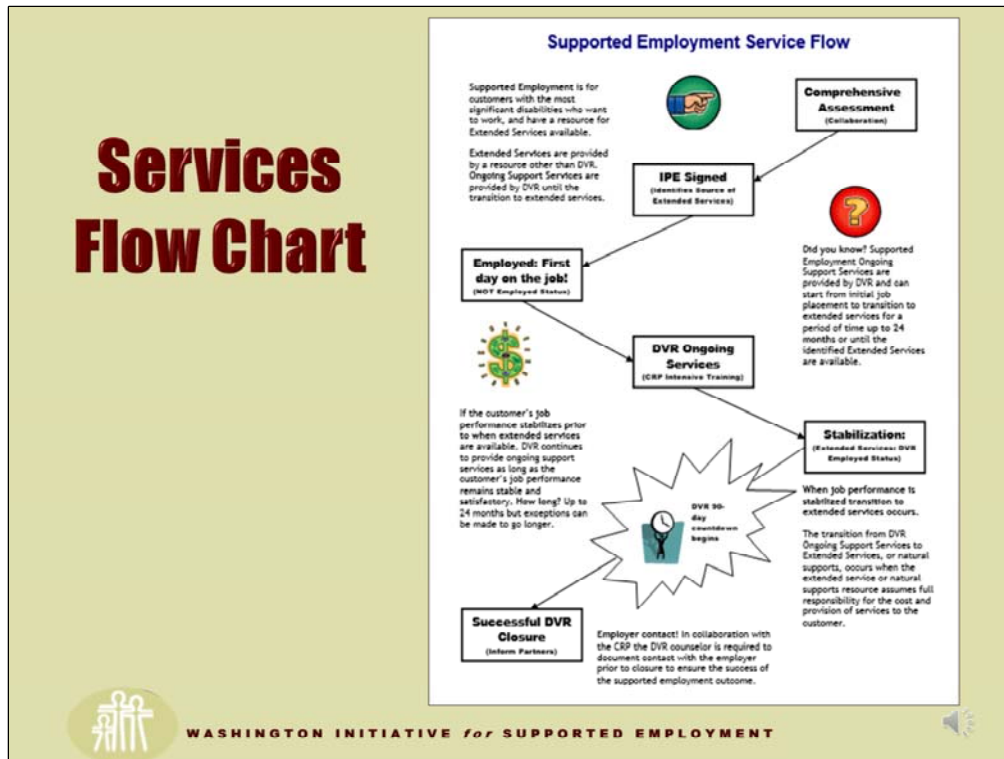 Services
Flow Chart
Supported Employment Service Flow
Supported Employment is for
customers with the most
significant disabilities who want
to work, and have a resource for
Extended Services available.
Extended Services are provided
by a resource other than DVR.
Ongoing Support Services are
provided by DVR until the
transition to extended services.
Comprehensive
Assessment
(Collaboration)
IPE Signed
(Identifies Source of
Extended Services)
?
Did you know? Supported
Employment Ongoing
Support Services are
provided by DVR and can
start from initial job
placement to transition to
extended services for a
period of time up to 24
months or until the
identified Extended Services
are available.
Employed: First
day on the job!
(NOT Employed Status)
$
DVR Ongoing
Services
(CRP Intensive Training)
If the customer's job
performance stabilizes prior
to when extended services
are available, DVR continues
to provide ongoing support
services as long as the
customer's job performance
remains stable and
satisfactory. How long? Up to
24 months but exceptions can
be made to go longer.
Stabilization:
(Extended Services: DVR
Employed Status)
When job performance is
stabilized transition to
extended services occurs.
The transition from DVR
Ongoing Support Services to
Extended Services, or natural
supports, occurs when the
extended service or natural
supports resource assumes full
responsibility for the cost and
provision of services to the
customer.
DVR 90-
day
countdown
begins
Successful DVR
Closure
(Inform Partners)
Employer contact! In collaboration with
the CRP the DVR counselor is required to
document contact with the employer
prior to closure to ensure the success of
the supported employment outcome.
WASHINGTON INITIATIVE for SUPPORTED EMPLOYMENT